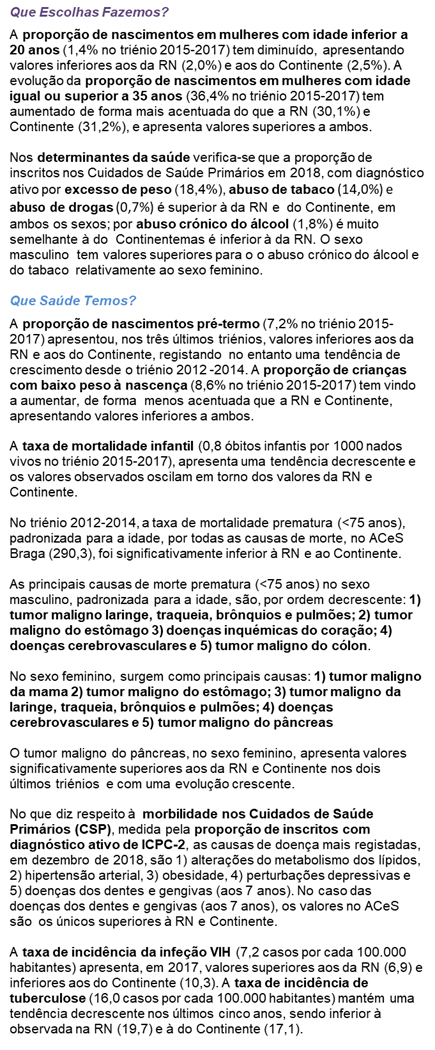 Que Escolhas Fazemos?
A proporção de nascimentos em mulheres com idade inferior a
20 anos (1,4% no triénio 2015-2017) tem diminuído, apresentando
valores inferiores aos da RN (2,0%) e aos do Continente (2,5%). A
evolução da proporção de nascimentos em mulheres com idade
igual ou superior a 35 anos (36,4% no triénio 2015-2017) tem
aumentado de forma mais acentuada do que a RN (30,1%) e
Continente (31,2%), e apresenta valores superiores a ambos.
Nos determinantes da saúde verifica-se que a proporção de
inscritos nos Cuidados de Saúde Primários em 2018, com diagnóstico
ativo por excesso de peso (18,4%), abuso de tabaco (14,0%) e
abuso de drogas (0,7%) é superior à da RN e do Continente, em
ambos os sexos; por abuso crónico do álcool (1,8%) é muito
semelhante à do Continentemas é inferior à da RN. O sexo
masculino tem valores superiores para o o abuso crónico do álcool e
do tabaco relativamente ao sexo feminino.
Que Saúde Temos?
A proporção de nascimentos pré-termo (7,2% no triénio 2015-
2017) apresentou, nos três últimos triénios, valores inferiores aos da
RN e aos do Continente, registando no entanto uma tendência de
crescimento desde o triénio 2012 -2014. A proporção de crianças
com baixo peso à nascença (8,6% no triénio 2015-2017) tem vindo
a aumentar, de forma menos acentuada que a RN e Continente,
apresentando valores inferiores a ambos.
A taxa de mortalidade infantil (0,8 óbitos infantis por 1000 nados
vivos no triénio 2015-2017), apresenta uma tendência decrescente e
os valores observados oscilam em torno dos valores da RN e
Continente.
No triénio 2012-2014, a taxa de mortalidade prematura (<75 anos),
padronizada para a idade, por todas as causas de morte, no ACeS
Braga (290,3), foi significativamente inferior à RN e ao Continente.
As principais causas de morte prematura (<75 anos) no sexo
masculino, padronizada para a idade, são, por ordem decrescente: 1)
tumor maligno laringe, traqueia, brônquios e pulmões; 2) tumor
maligno do estômago 3) doenças inquémicas do coração; 4)
doenças cerebrovasculares e 5) tumor maligno do cólon.
No sexo feminino, surgem como principais causas: 1) tumor maligno
da mama 2) tumor maligno do estômago; 3) tumor maligno da
laringe, traqueia, brônquios e pulmões; 4) doenças
cerebrovasculares e 5) tumor maligno do pâncreas
O tumor maligno do pâncreas, no sexo feminino, apresenta valores
significativamente superiores aos da RN e Continente nos dois
últimos triénios e com uma evolução crescente.
No que diz respeito à morbilidade nos Cuidados de Saúde
Primários (CSP), medida pela proporção de inscritos com
diagnóstico ativo de ICPC-2, as causas de doença mais registadas,
em dezembro de 2018, são 1) alterações do metabolismo dos lípidos,
2) hipertensão arterial, 3) obesidade, 4) perturbações depressivas e
5) doenças dos dentes e gengivas (aos 7 anos). No caso das
doenças dos dentes e gengivas (aos 7 anos), os valores no ACeS
são os únicos superiores à RN e Continente.
A taxa de incidência da infeção VIH (7,2 casos por cada 100.000
habitantes) apresenta, em 2017, valores superiores aos da RN (6,9) e
inferiores aos do Continente (10,3). A taxa de incidência de
tuberculose (16,0 casos por cada 100.000 habitantes) mantém uma
tendência decrescente nos últimos cinco anos, sendo inferior à
observada na RN (19,7) e à do Continente (17,1).